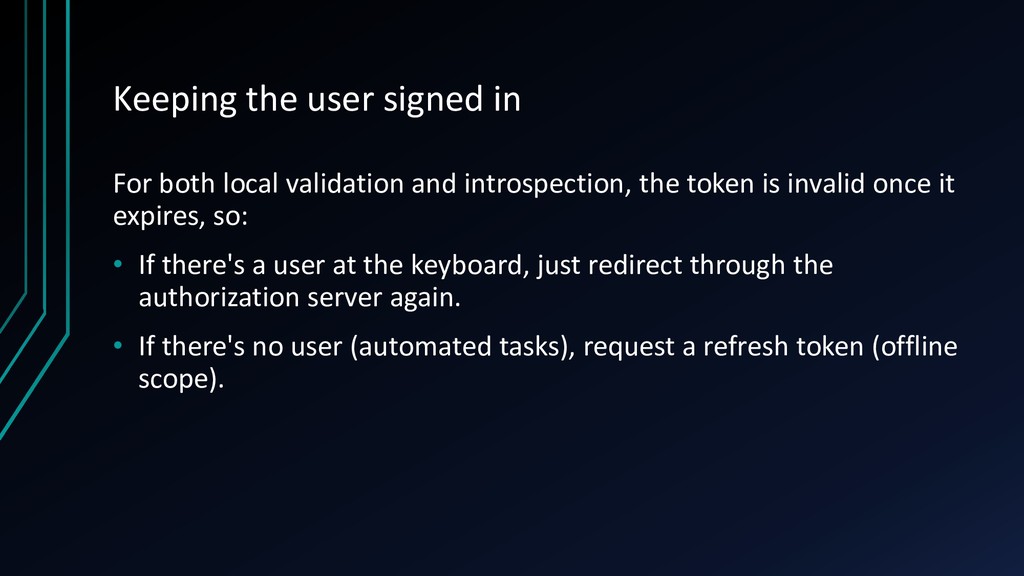 Keeping the user signed in
For both local validation and introspection, the token is invalid once it
expires, so:
• If there's a user at the keyboard, just redirect through the
authorization server again.
• If there's no user (automated tasks), request a refresh token (offline
scope).